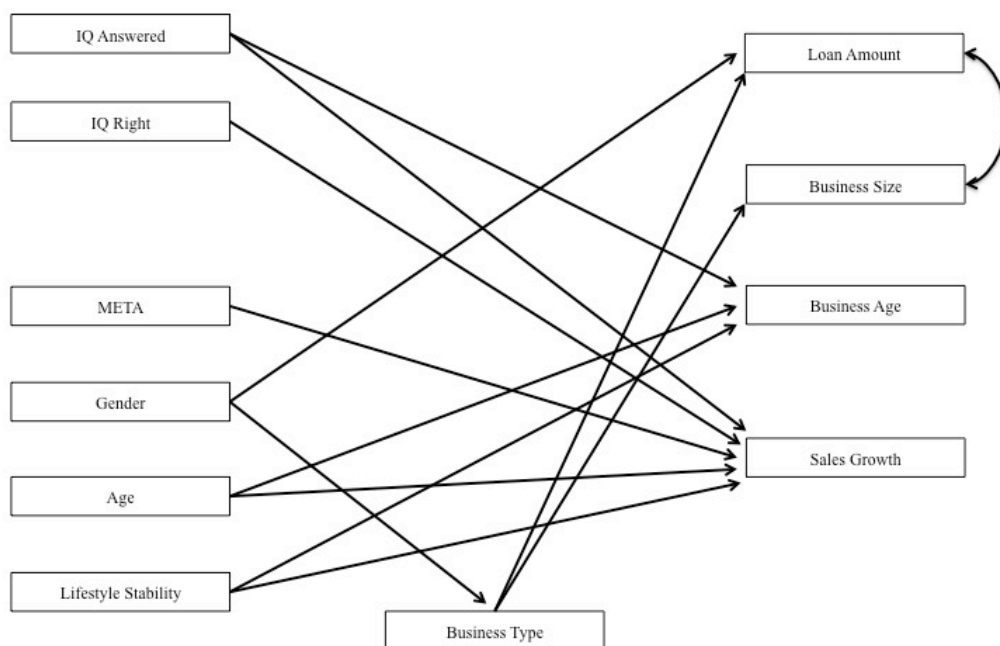 IQ Answered
IQ Right
META
Gender
Age
Lifestyle Stability
Business Type
Loan Amount
Business Size
Business Age
Sales Growth